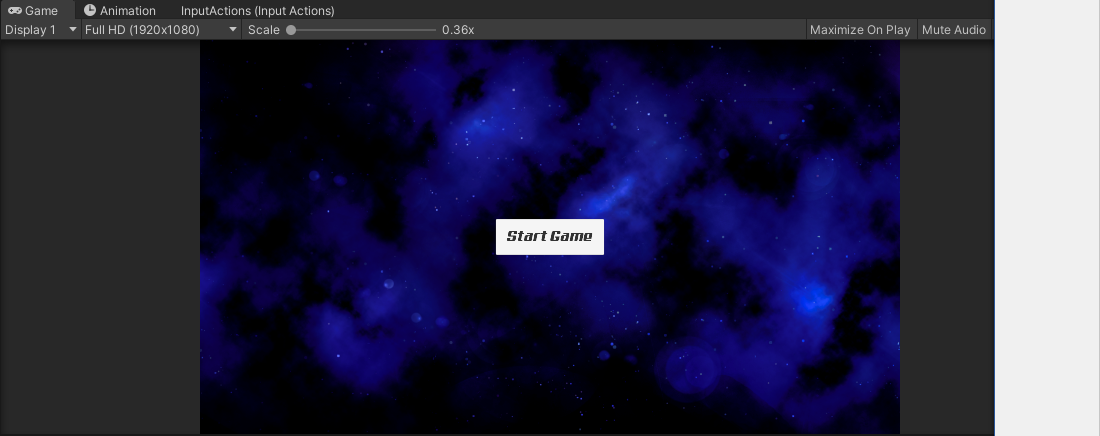 Game Animation InputActions (Input Actions)
Display 1 Full HD (1920x1080) Scale 0.36x Maximize On Play Mute Audio
Start Game